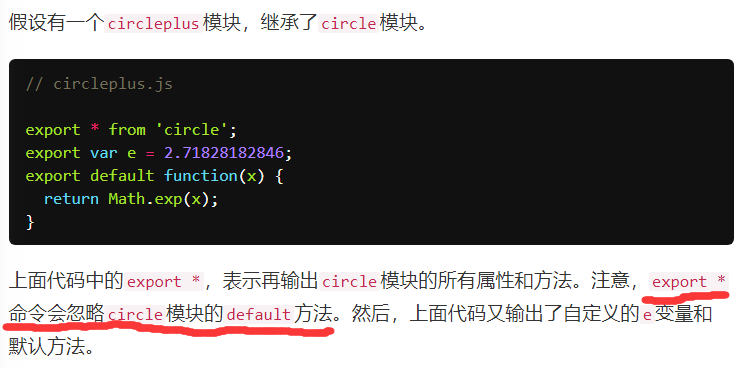 假设有一个circleplus模块，继承了circle模块。
// circleplus.js
export * from 'circle';
export var e = 2.71828182846;
export default function(x) {
  return Math.exp(x);
}
上面代码中的export *，表示再输出circle模块的所有属性和方法。注意，export *
命令会忽略circle模块的default方法。然后，上面代码又输出了自定义的e变量和
默认方法。